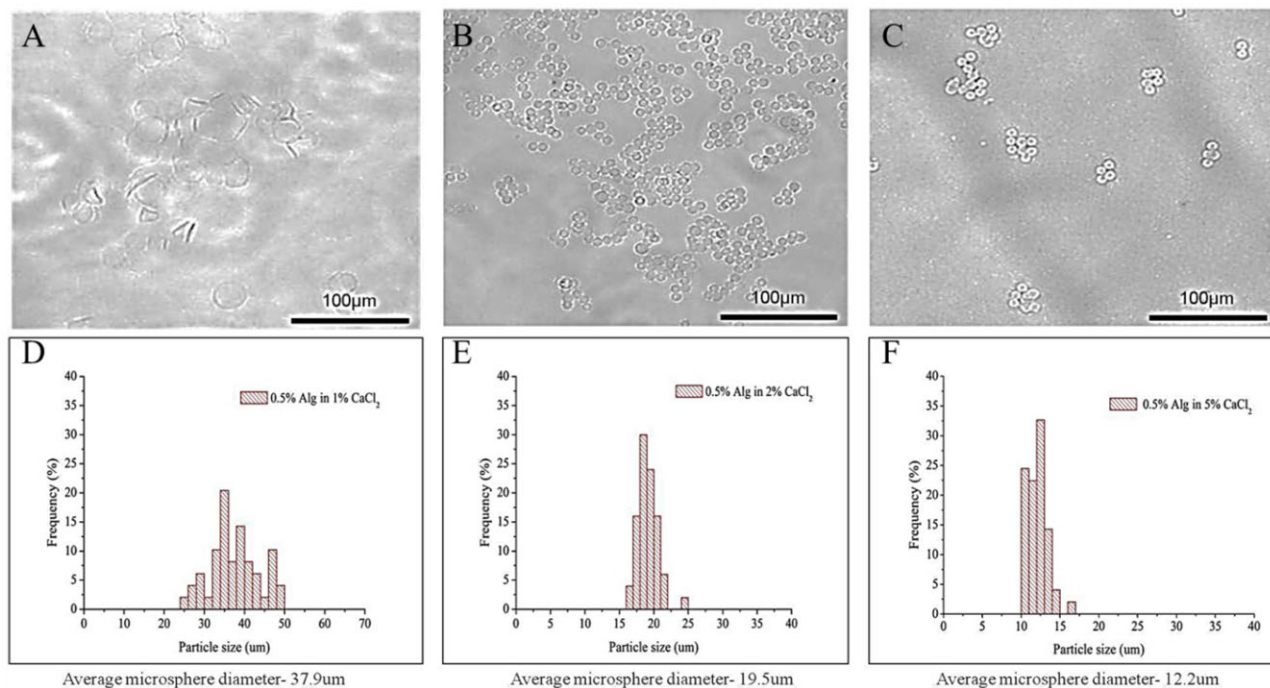 A
100µm
B
100µm
C
100µm
D
40
35
30
25
20
15
10
5
0
Frequency (%)
0.5% Alg in 1% CaCl₂
0 10 20 30 40 50 60 70
Particle size (um)
Average microsphere diameter- 37.9um
E
40
35
30
25
20
15
10
5
0
Frequency (%)
0.5% Alg in 2% CaCl₂
0 5 10 15 20 25 30 35 40
Particle size (um)
Average microsphere diameter- 19.5um
F
40
35
30
25
20
15
10
5
0
Frequency (%)
0.5% Alg in 5% CaCl₂
0 5 10 15 20 25 30 35 40
Particle size (um)
Average microsphere diameter- 12.2um